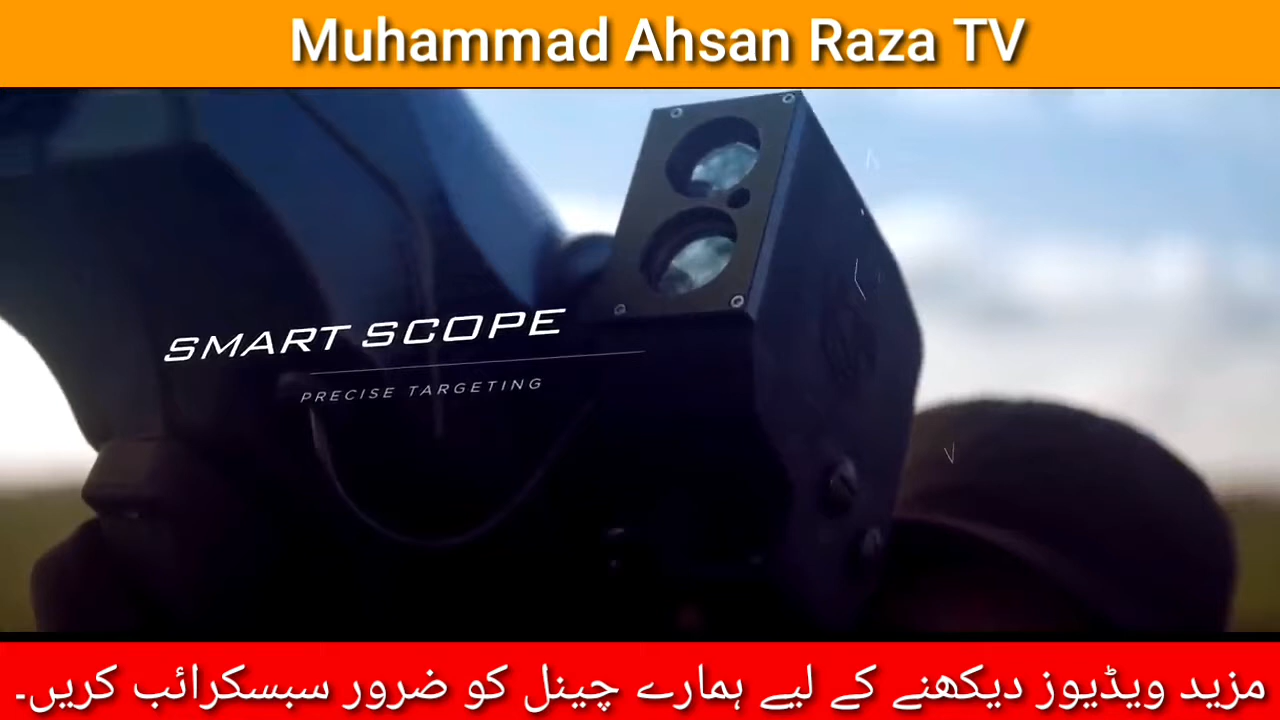 Muhammad Ahsan Raza TV
SMART SCOPE
PRECISE TARGETING
مزید ویڈیوز دیکھنے کے لیے ہمارے چینل کو ضرور سبسکرائب کریں۔